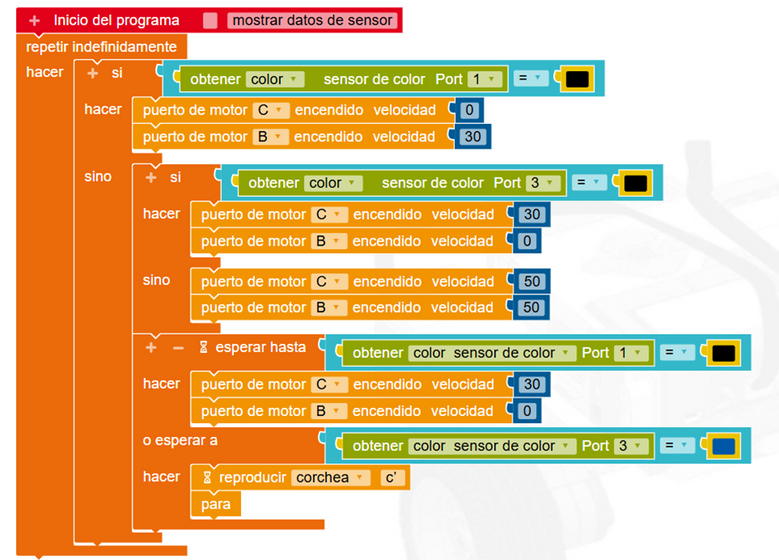 + Inicio del programa mostrar datos de sensor
repetir indefinidamente
hacer + si obtener color sensor de color Port 1 =
hacer puerto de motor C encendido velocidad 0
puerto de motor B encendido velocidad 30
sino + si obtener color sensor de color Port 3 =
hacer puerto de motor C encendido velocidad 30
puerto de motor B encendido velocidad 0
sino puerto de motor C encendido velocidad 50
puerto de motor B encendido velocidad 50
+ − esperar hasta obtener color sensor de color Port 1 =
hacer puerto de motor C encendido velocidad 30
puerto de motor B encendido velocidad 0
o esperar a obtener color sensor de color Port 3 =
hacer reproducir corchea c'
para